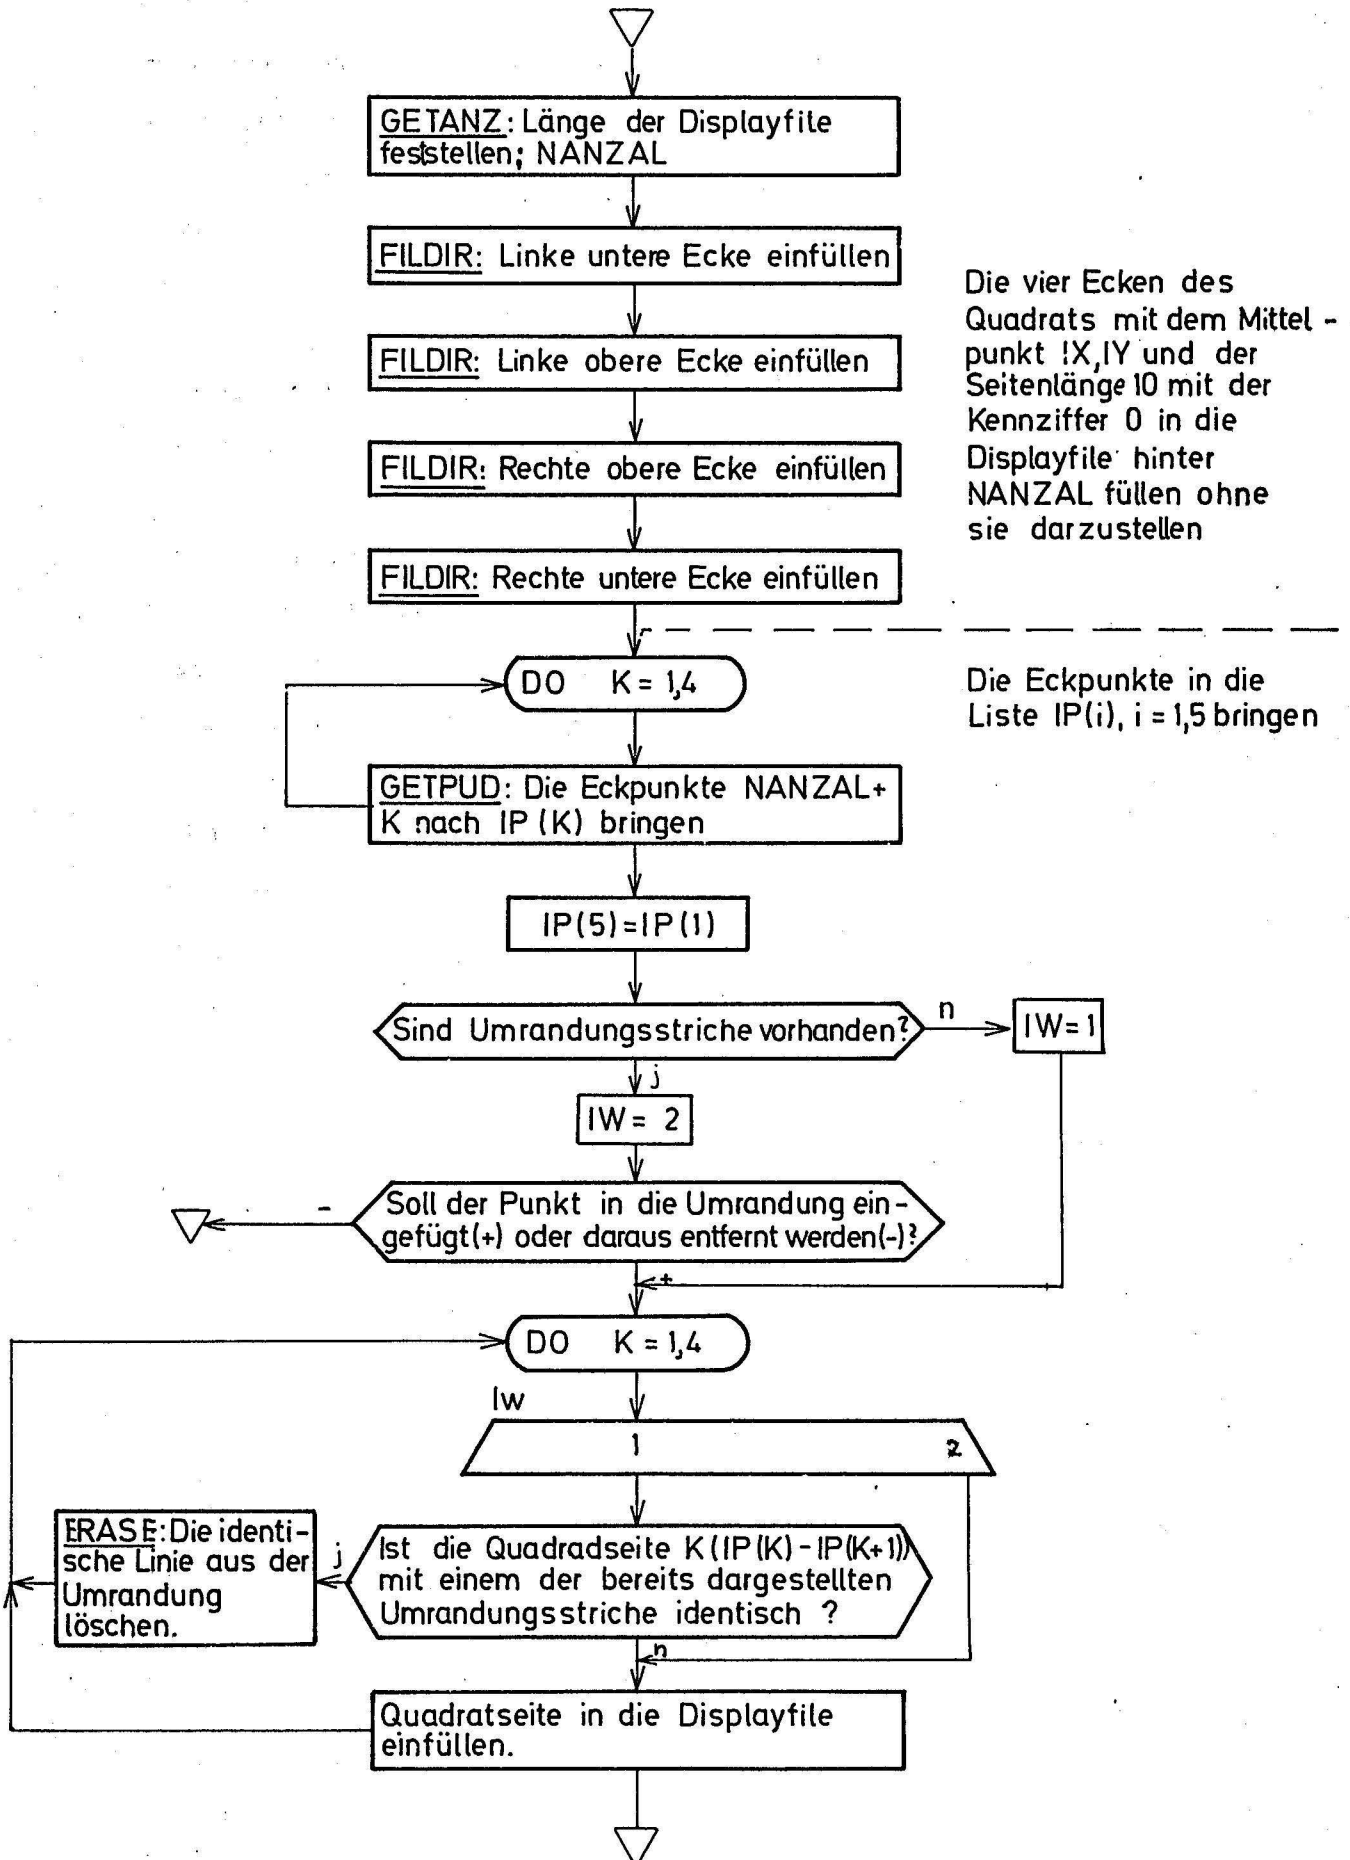 GETANZ: Länge der Displayfile
feststellen; NANZAL
FILDIR: Linke untere Ecke einfüllen
FILDIR: Linke obere Ecke einfüllen
FILDIR: Rechte obere Ecke einfüllen
FILDIR: Rechte untere Ecke einfüllen
Die vier Ecken des
Quadrats mit dem Mittel-
punkt IX,IY und der
Seitenlänge 10 mit der
Kennziffer 0 in die
Displayfile hinter
NANZAL füllen ohne
sie darzustellen
DO K = 1,4
Die Eckpunkte in die
Liste IP(i), i = 1,5 bringen
GETPUD: Die Eckpunkte NANZAL+
K nach IP (K) bringen
IP(5)=IP(1)
Sind Umrandungsstriche vorhanden?
n
IW=1
j
IW= 2
Soll der Punkt in die Umrandung ein-
gefügt(+) oder daraus entfernt werden(-)?
-
+
DO K = 1,4
IW
1 2
Ist die Quadradseite K(IP(K)-IP(K+1))
mit einem der bereits dargestellten
Umrandungsstriche identisch ?
j
ERASE: Die identi-
sche Linie aus der
Umrandung
löschen.
n
Quadratseite in die Displayfile
einfüllen.